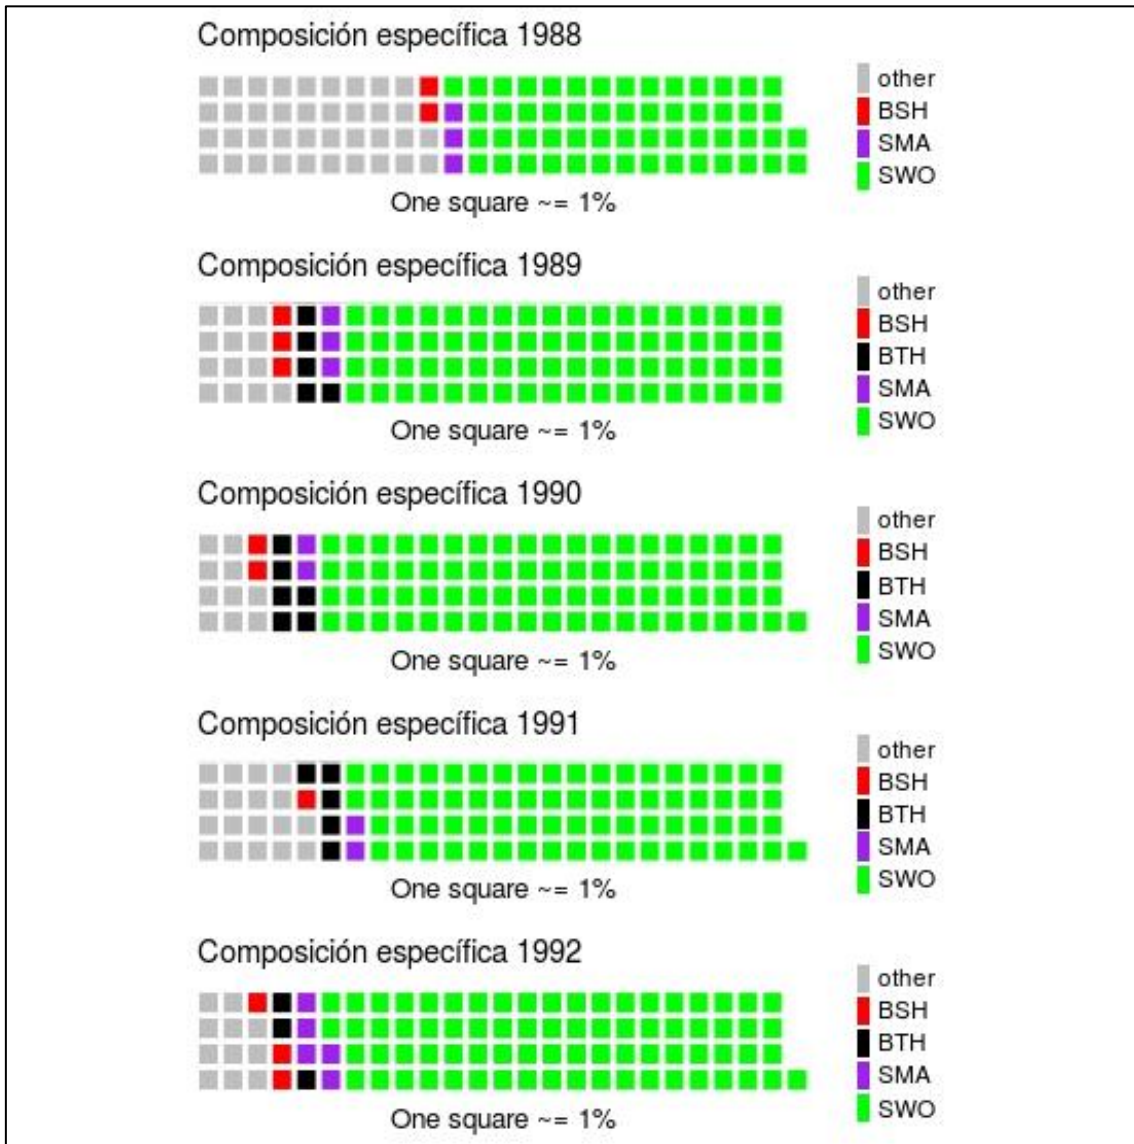 Composición específica 1988
other
BSH
SMA
SWO
One square ~= 1%
Composición específica 1989
other
BSH
BTH
SMA
SWO
One square ~= 1%
Composición específica 1990
other
BSH
BTH
SMA
SWO
One square ~= 1%
Composición específica 1991
other
BSH
BTH
SMA
SWO
One square ~= 1%
Composición específica 1992
other
BSH
BTH
SMA
SWO
One square ~= 1%